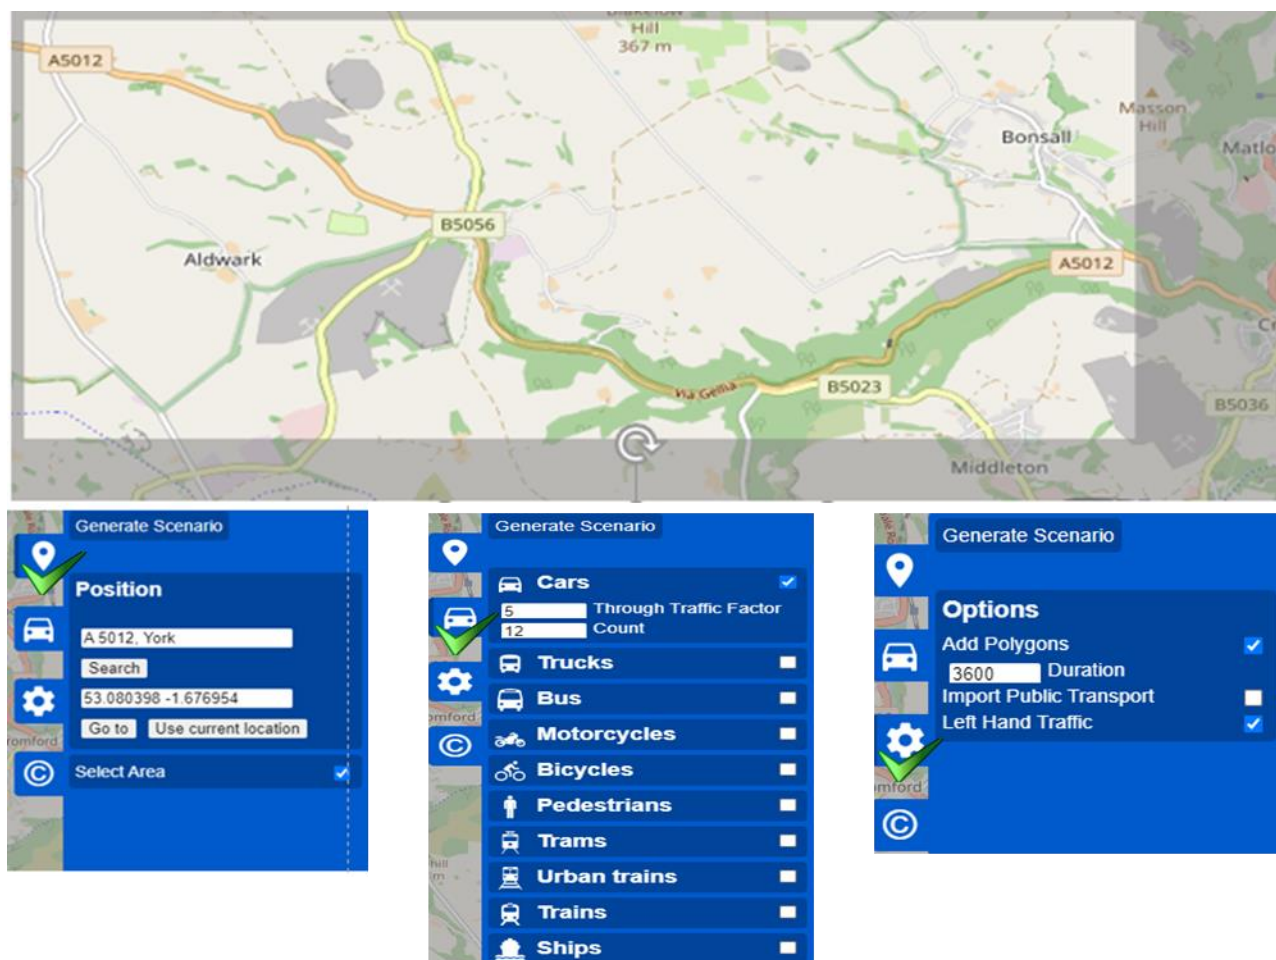 Hill
367 m
A5012
Masson
Hill
Bonsall
B5056
Aldwark
A5012
Via Gellia
B5023
B5036
Middleton
Generate Scenario
Position
A 5012, York
Search
53.080398 -1.676954
Go to Use current location
Select Area
Generate Scenario
Cars
5 Through Traffic Factor
12 Count
Trucks
Bus
Motorcycles
Bicycles
Pedestrians
Trams
Urban trains
Trains
Ships
Generate Scenario
Options
Add Polygons
3600 Duration
Import Public Transport
Left Hand Traffic